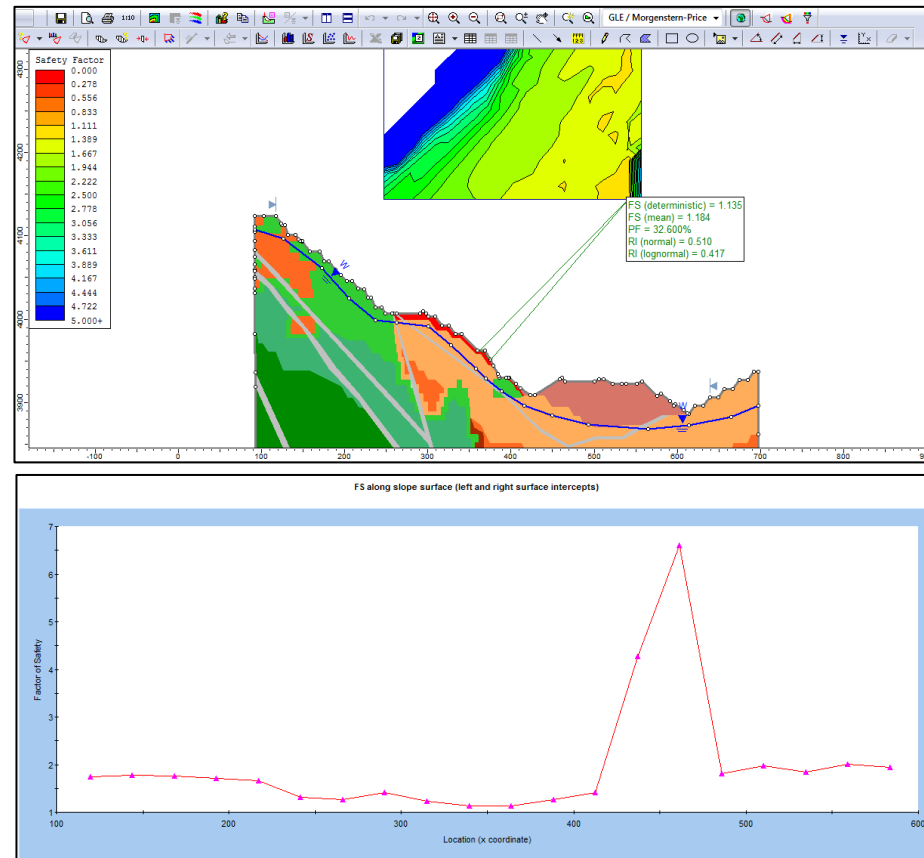 1:10
GLE / Morgenstern-Price
Safety Factor
0.000
0.278
0.556
0.833
1.111
1.389
1.667
1.944
2.222
2.500
2.778
3.056
3.333
3.611
3.889
4.167
4.444
4.722
5.000+
4300
4200
4100
4000
3900
FS (deterministic) = 1.135
FS (mean) = 1.184
PF = 32.600%
RI (normal) = 0.510
RI (lognormal) = 0.417
W
W
-100 0 100 200 300 400 500 600 700 800
FS along slope surface (left and right surface intercepts)
Factor of Safety
7
6
5
4
3
2
1
100 200 300 400 500 600
Location (x coordinate)